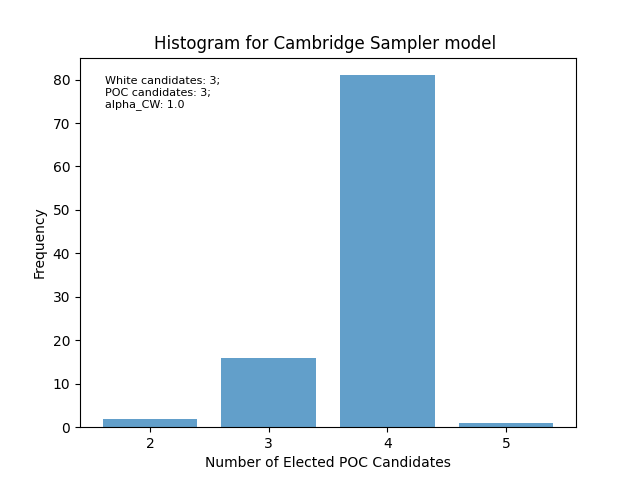 Histogram for Cambridge Sampler model
White candidates: 3;
POC candidates: 3;
alpha_CW: 1.0
80
70
60
50
40
30
20
10
0
Frequency
2 3 4 5
Number of Elected POC Candidates